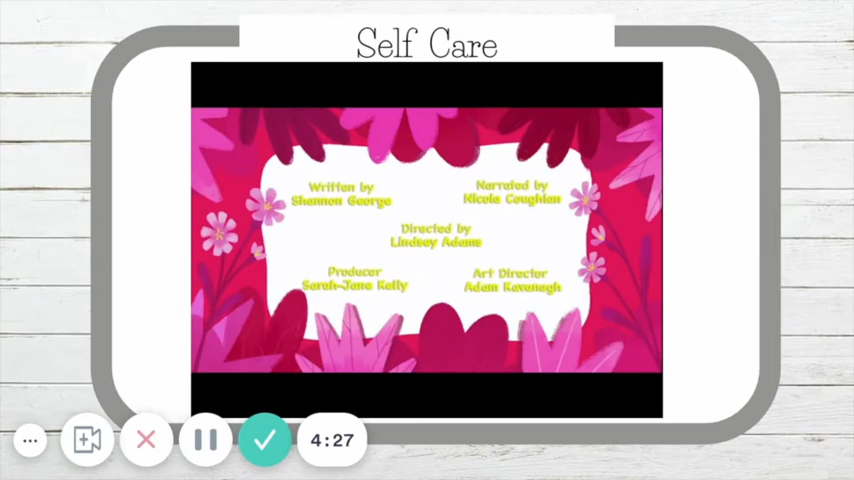 Self Care
Written by
Shannon George
Narrated by
Nicola Coughlan
Directed by
Lindsey Adams
Producer
Sarah-Jane Kelly
Art Director
Adam Kavanagh
4:27